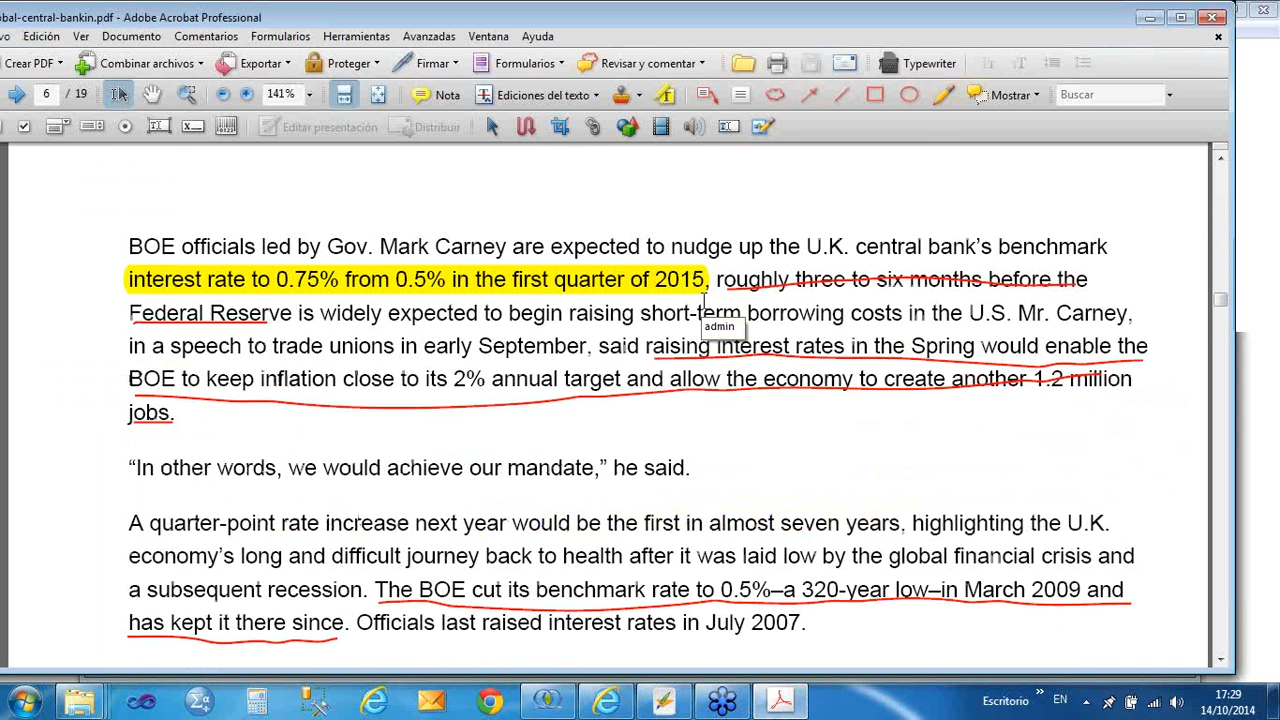 bal-central-bankin.pdf - Adobe Acrobat Professional
vo Edición Ver Documento Comentarios Formularios Herramientas Avanzadas Ventana Ayuda
Crear PDF Combinar archivos Exportar Proteger Firmar Formularios Revisar y comentar Typewriter
6 / 19 141% Nota Ediciones del texto Mostrar Buscar
Editar presentación Distribuir
BOE officials led by Gov. Mark Carney are expected to nudge up the U.K. central bank’s benchmark
interest rate to 0.75% from 0.5% in the first quarter of 2015, roughly three to six months before the
Federal Reserve is widely expected to begin raising short-term borrowing costs in the U.S. Mr. Carney,
admin
in a speech to trade unions in early September, said raising interest rates in the Spring would enable the
BOE to keep inflation close to its 2% annual target and allow the economy to create another 1.2 million
jobs.
“In other words, we would achieve our mandate,” he said.
A quarter-point rate increase next year would be the first in almost seven years, highlighting the U.K.
economy’s long and difficult journey back to health after it was laid low by the global financial crisis and
a subsequent recession. The BOE cut its benchmark rate to 0.5%–a 320-year low–in March 2009 and
has kept it there since. Officials last raised interest rates in July 2007.
Escritorio EN 17:29
14/10/2014